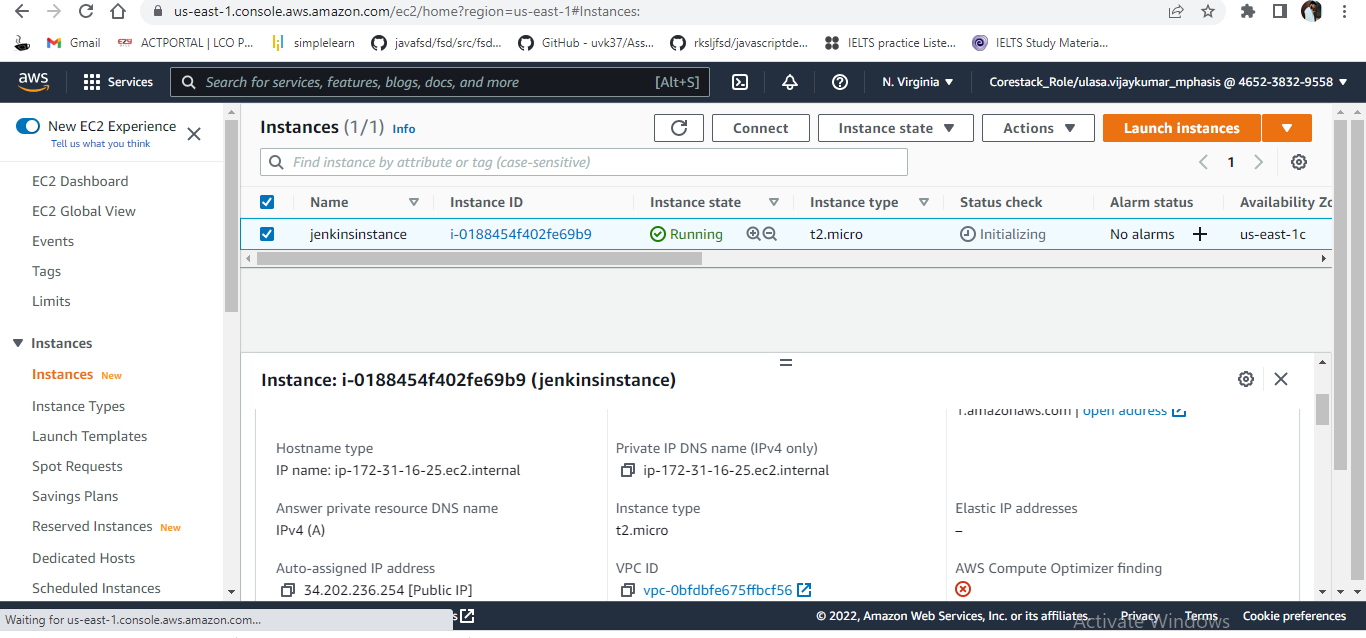 us-east-1.console.aws.amazon.com/ec2/home?region=us-east-1#Instances:
Gmail
ACTPORTAL | LCO P...
simplelearn
javafsd/fsd/src/fsd...
GitHub - uvk37/Ass...
rksljfsd/javascriptde...
IELTS practice Liste...
IELTS Study Materia...
aws
Services
Search for services, features, blogs, docs, and more
[Alt+S]
N. Virginia
Corestack_Role/ulasa.vijaykumar_mphasis @ 4652-3832-9558
New EC2 Experience
Tell us what you think
EC2 Dashboard
EC2 Global View
Events
Tags
Limits
Instances
Instances New
Instance Types
Launch Templates
Spot Requests
Savings Plans
Reserved Instances New
Dedicated Hosts
Scheduled Instances
Instances (1/1) Info
Connect
Instance state
Actions
Launch instances
Find instance by attribute or tag (case-sensitive)
1
Name Instance ID Instance state Instance type Status check Alarm status Availability Zo
jenkinsinstance i-0188454f402fe69b9 Running t2.micro Initializing No alarms + us-east-1c
Instance: i-0188454f402fe69b9 (jenkinsinstance)
1.amazonaws.com | open address
Hostname type
IP name: ip-172-31-16-25.ec2.internal
Private IP DNS name (IPv4 only)
ip-172-31-16-25.ec2.internal
Answer private resource DNS name
IPv4 (A)
Instance type
t2.micro
Elastic IP addresses
–
Auto-assigned IP address
34.202.236.254 [Public IP]
VPC ID
vpc-0bfdbfe675ffbcf56
AWS Compute Optimizer finding
Waiting for us-east-1.console.aws.amazon.com...
s
© 2022, Amazon Web Services, Inc. or its affiliates.
Privacy
Terms
Cookie preferences
Activate Windows